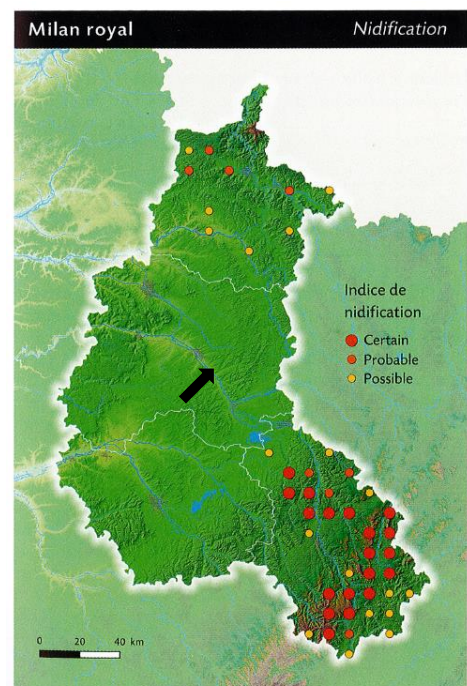 Milan royal Nidification
Indice de
nidification
Certain
Probable
Possible
0 20 40 km